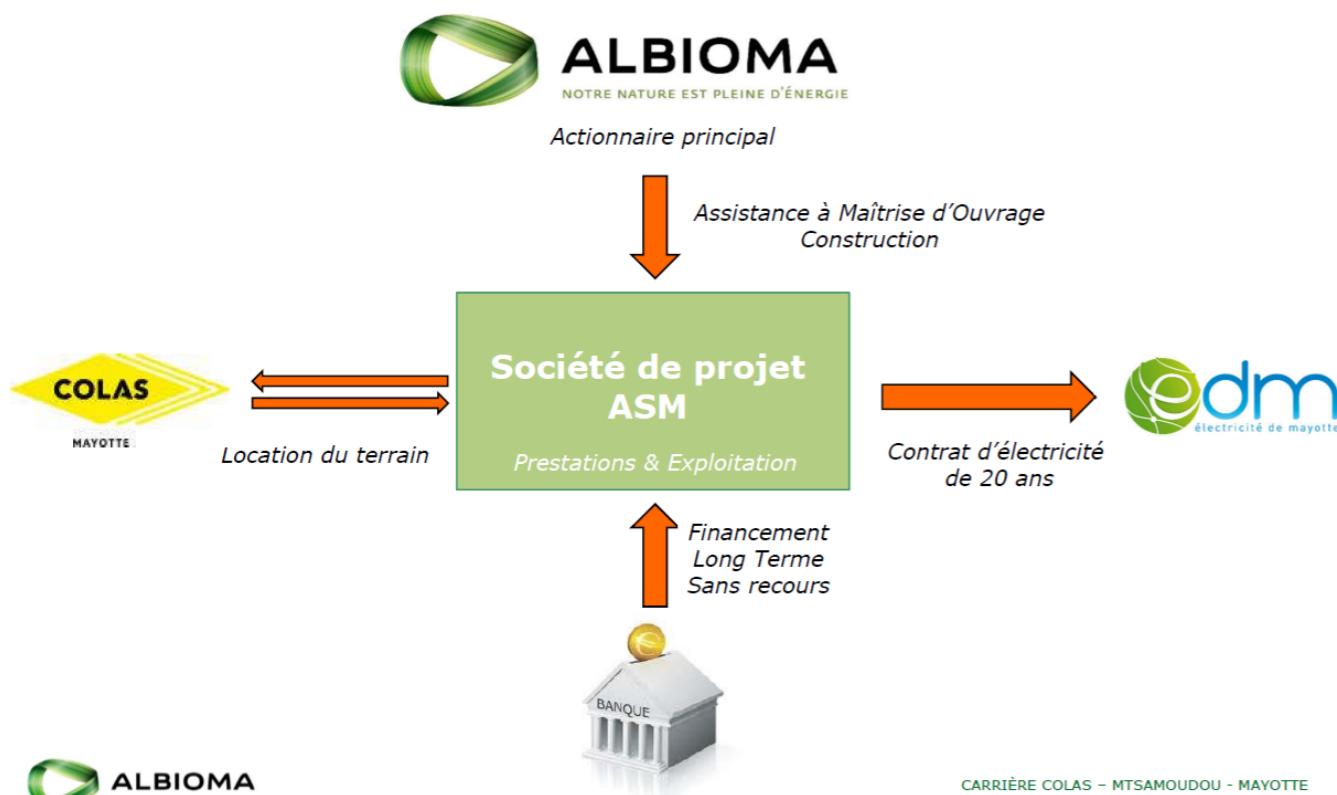 ALBIOMA
NOTRE NATURE EST PLEINE D'ÉNERGIE
Actionnaire principal
Assistance à Maîtrise d'Ouvrage
Construction
COLAS
MAYOTTE
Location du terrain
Société de projet
ASM
Prestations & Exploitation
edm
électricité de mayotte
Contrat d'électricité
de 20 ans
Financement
Long Terme
Sans recours
BANQUE
ALBIOMA
CARRIÈRE COLAS – MTSAMOUDOU - MAYOTTE